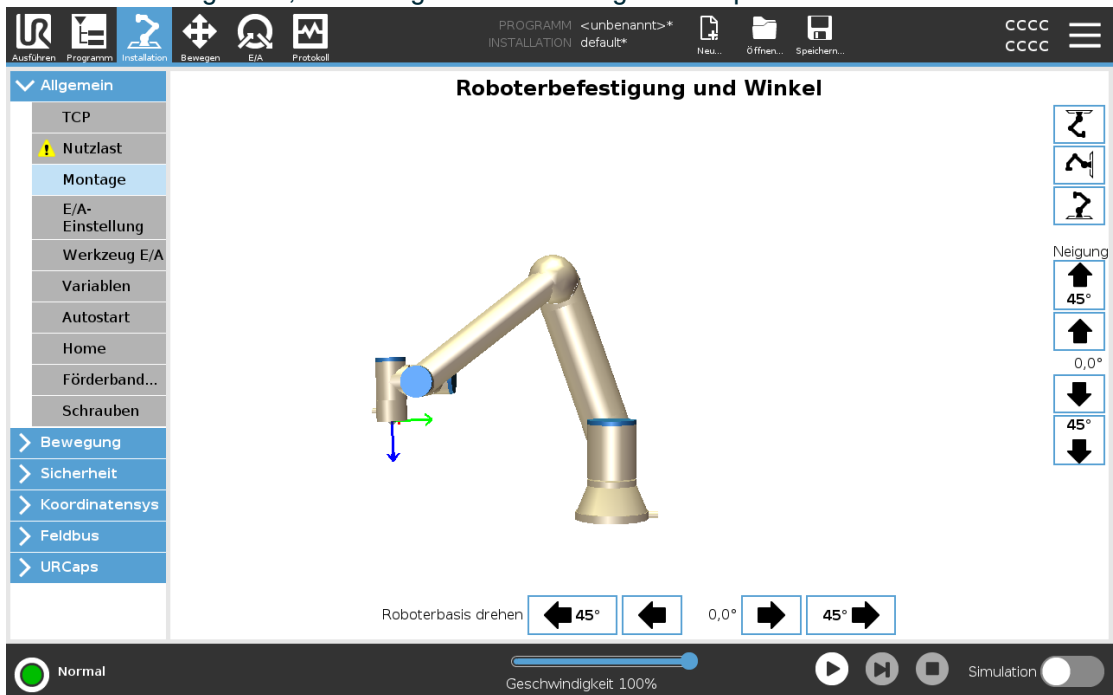 PROGRAMM <unbenannt>*
INSTALLATION default*
CCCC
CCCC
Ausführen Programm Installation Bewegen E/A Protokoll Neu... Öffnen... Speichern...
Allgemein
Roboterbefestigung und Winkel
TCP
Nutzlast
Montage
E/A-
Einstellung
Werkzeug E/A
Variablen
Autostart
Home
Förderband...
Schrauben
Bewegung
Sicherheit
Koordinatensys
Feldbus
URCaps
Neigung
45°
0,0°
45°
Roboterbasis drehen 45° 0,0° 45°
Normal
Geschwindigkeit 100%
Simulation